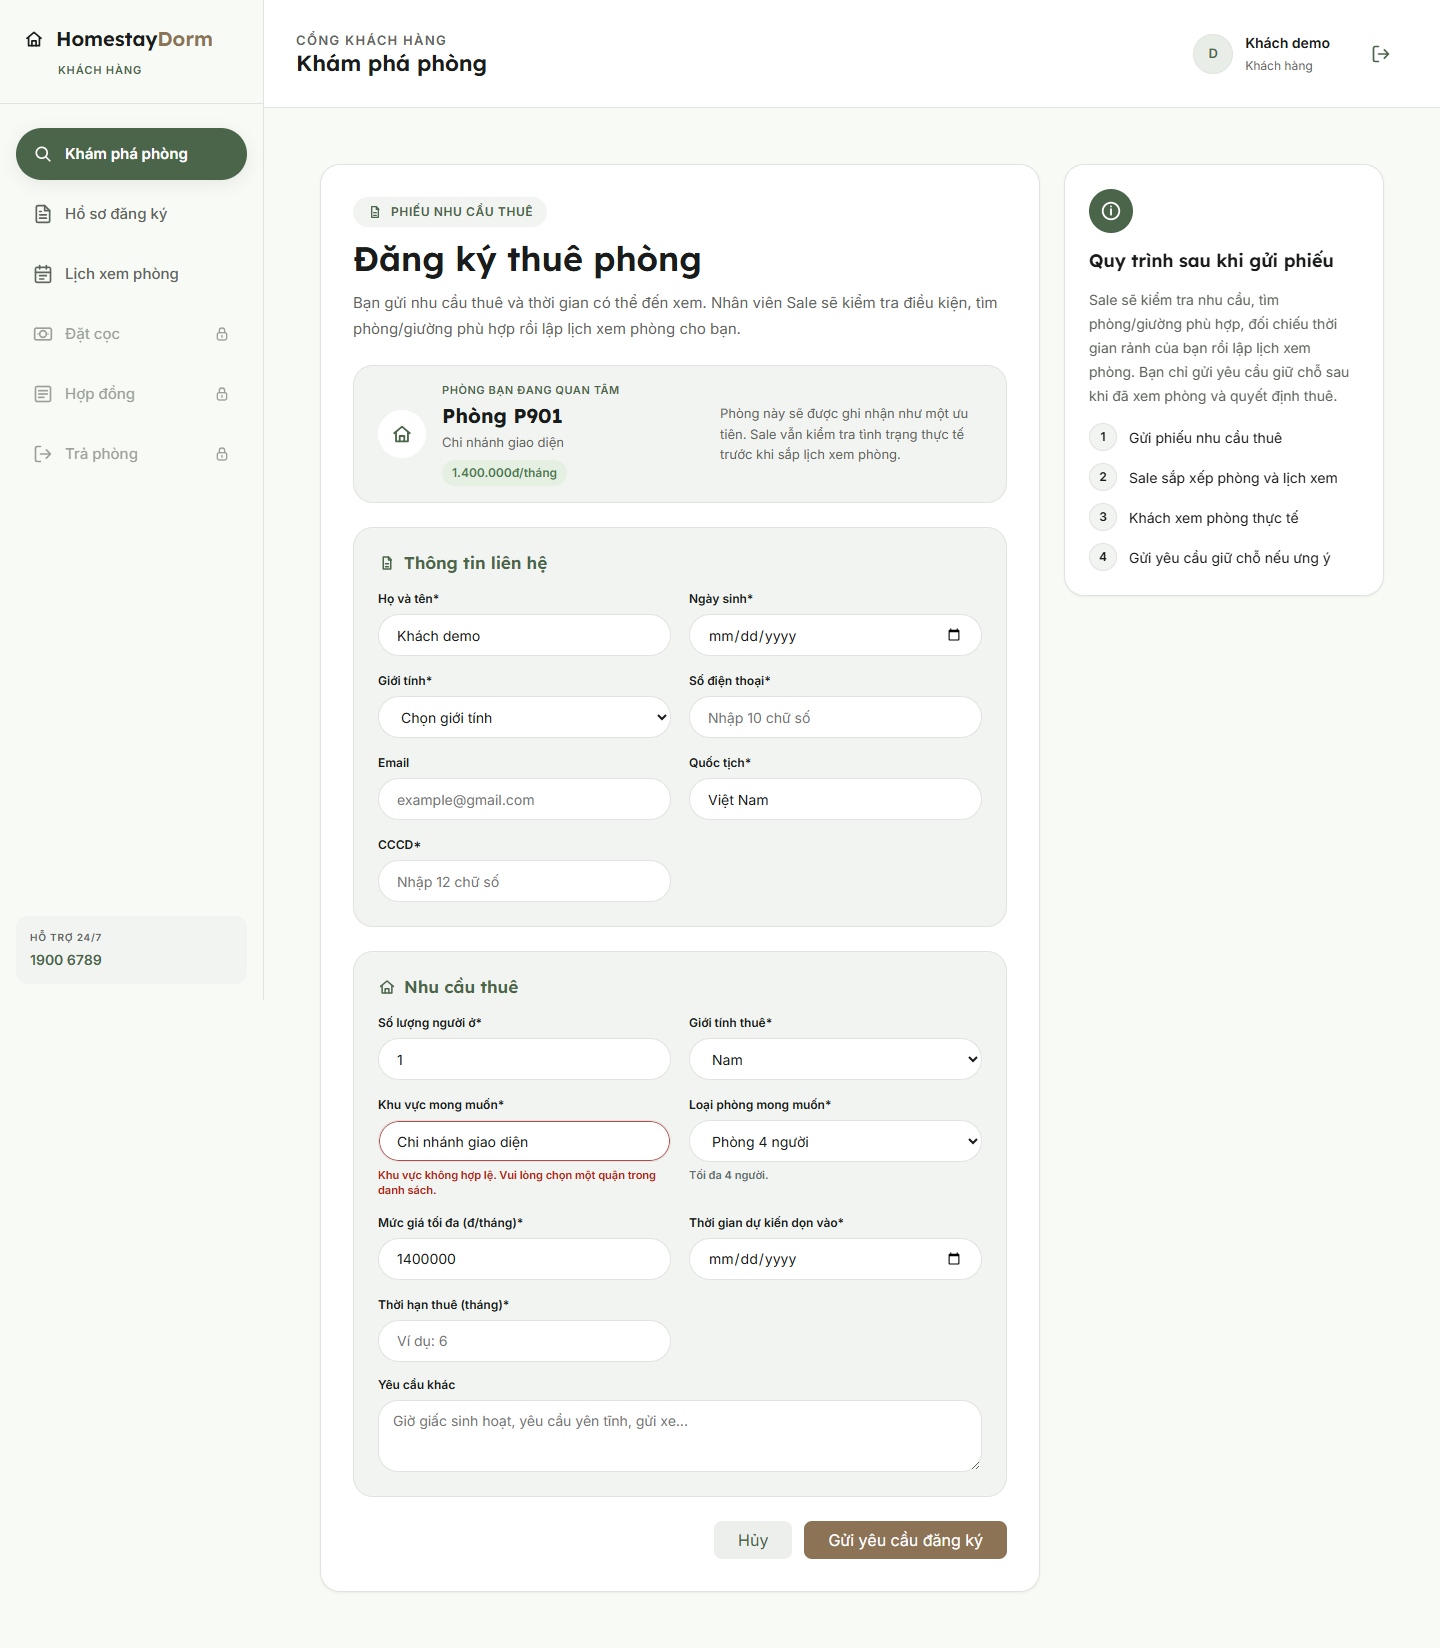 HomestayDorm
KHÁCH HÀNG
Khám phá phòng
Hồ sơ đăng ký
Lịch xem phòng
Đặt cọc
Hợp đồng
Trả phòng
HỖ TRỢ 24/7
1900 6789
CỔNG KHÁCH HÀNG
Khám phá phòng
D
Khách demo
Khách hàng
PHIẾU NHU CẦU THUÊ
Đăng ký thuê phòng
Bạn gửi nhu cầu thuê và thời gian có thể đến xem. Nhân viên Sale sẽ kiểm tra điều kiện, tìm
phòng/giường phù hợp rồi lập lịch xem phòng cho bạn.
PHÒNG BẠN ĐANG QUAN TÂM
Phòng P901
Chi nhánh giao diện
1.400.000đ/tháng
Phòng này sẽ được ghi nhận như một ưu
tiên. Sale vẫn kiểm tra tình trạng thực tế
trước khi sắp lịch xem phòng.
Thông tin liên hệ
Họ và tên*
Khách demo
Ngày sinh*
mm/dd/yyyy
Giới tính*
Chọn giới tính
Số điện thoại*
Nhập 10 chữ số
Email
example@gmail.com
Quốc tịch*
Việt Nam
CCCD*
Nhập 12 chữ số
Nhu cầu thuê
Số lượng người ở*
1
Giới tính thuê*
Nam
Khu vực mong muốn*
Chi nhánh giao diện
Khu vực không hợp lệ. Vui lòng chọn một quận trong
danh sách.
Loại phòng mong muốn*
Phòng 4 người
Tối đa 4 người.
Mức giá tối đa (đ/tháng)*
1400000
Thời gian dự kiến dọn vào*
mm/dd/yyyy
Thời hạn thuê (tháng)*
Ví dụ: 6
Yêu cầu khác
Giờ giấc sinh hoạt, yêu cầu yên tĩnh, gửi xe...
Hủy
Gửi yêu cầu đăng ký
Quy trình sau khi gửi phiếu
Sale sẽ kiểm tra nhu cầu, tìm
phòng/giường phù hợp, đối chiếu thời
gian rảnh của bạn rồi lập lịch xem
phòng. Bạn chỉ gửi yêu cầu giữ chỗ sau
khi đã xem phòng và quyết định thuê.
1 Gửi phiếu nhu cầu thuê
2 Sale sắp xếp phòng và lịch xem
3 Khách xem phòng thực tế
4 Gửi yêu cầu giữ chỗ nếu ưng ý